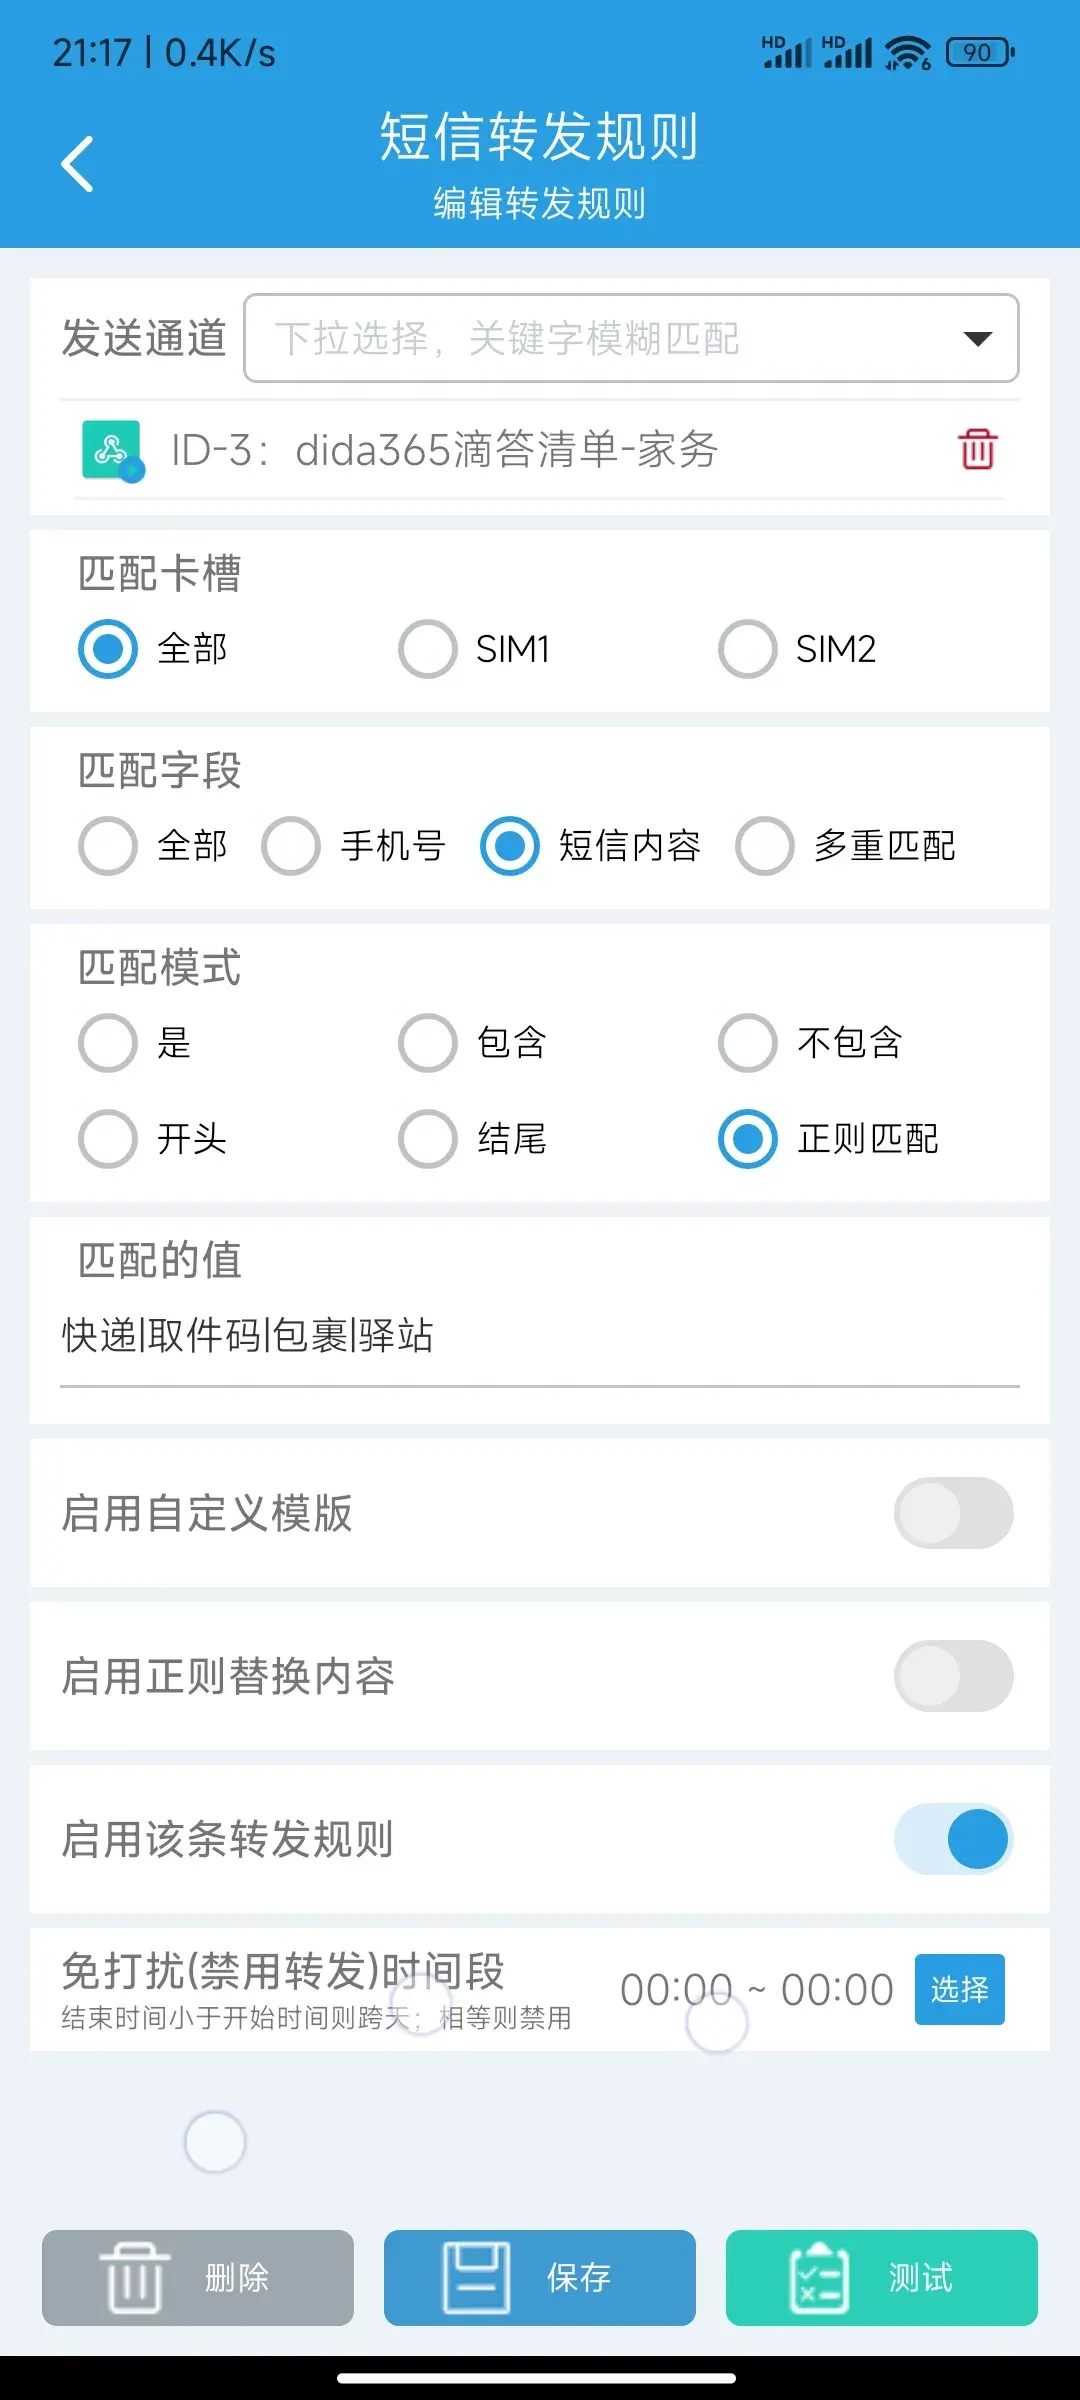 21:17 | 0.4K/s
HD HD 6 90
短信转发规则
编辑转发规则
发送通道 下拉选择，关键字模糊匹配
ID-3：dida365滴答清单-家务
匹配卡槽
全部 SIM1 SIM2
匹配字段
全部 手机号 短信内容 多重匹配
匹配模式
是 包含 不包含
开头 结尾 正则匹配
匹配的值
快递|取件码|包裹|驿站
启用自定义模版
启用正则替换内容
启用该条转发规则
免打扰(禁用转发)时间段
结束时间小于开始时间则跨天；相等则禁用
00:00 ~ 00:00 选择
删除 保存 测试